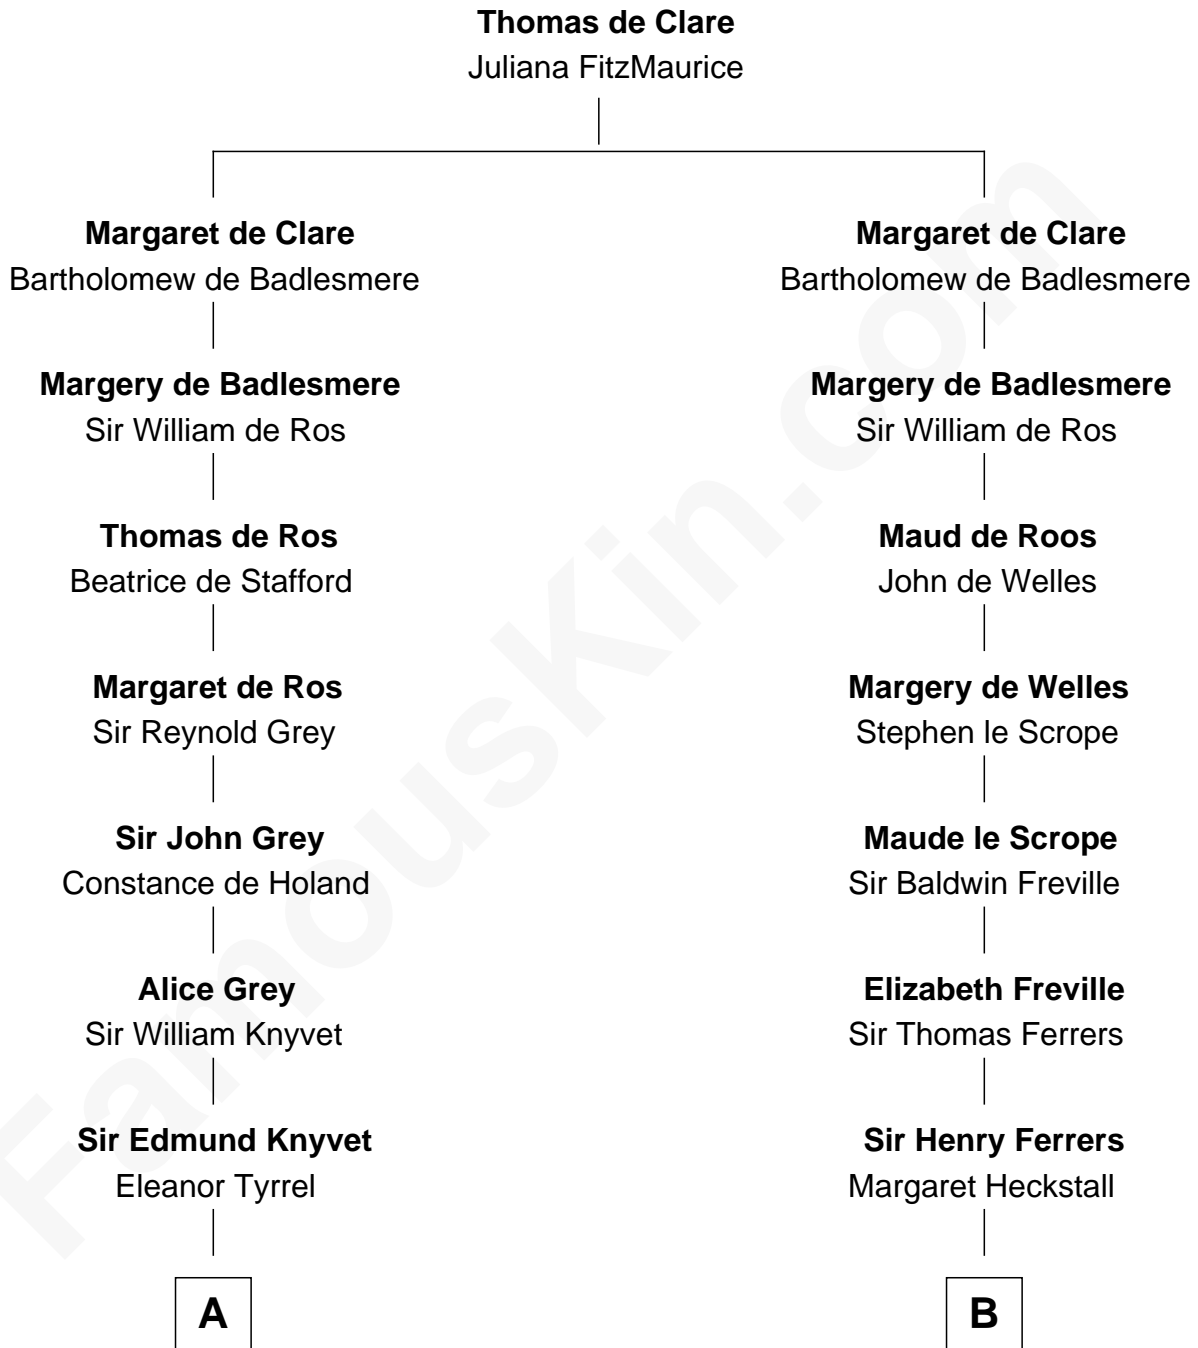 Thomas de Clare
Juliana FitzMaurice
Margaret de Clare
Bartholomew de Badlesmere
Margaret de Clare
Bartholomew de Badlesmere
Margery de Badlesmere
Sir William de Ros
Margery de Badlesmere
Sir William de Ros
Thomas de Ros
Beatrice de Stafford
Maud de Roos
John de Welles
Margaret de Ros
Sir Reynold Grey
Margery de Welles
Stephen le Scrope
Sir John Grey
Constance de Holand
Maude le Scrope
Sir Baldwin Freville
Alice Grey
Sir William Knyvet
Elizabeth Freville
Sir Thomas Ferrers
Sir Edmund Knyvet
Eleanor Tyrrel
Sir Henry Ferrers
Margaret Heckstall
A
B
FamousKin.com